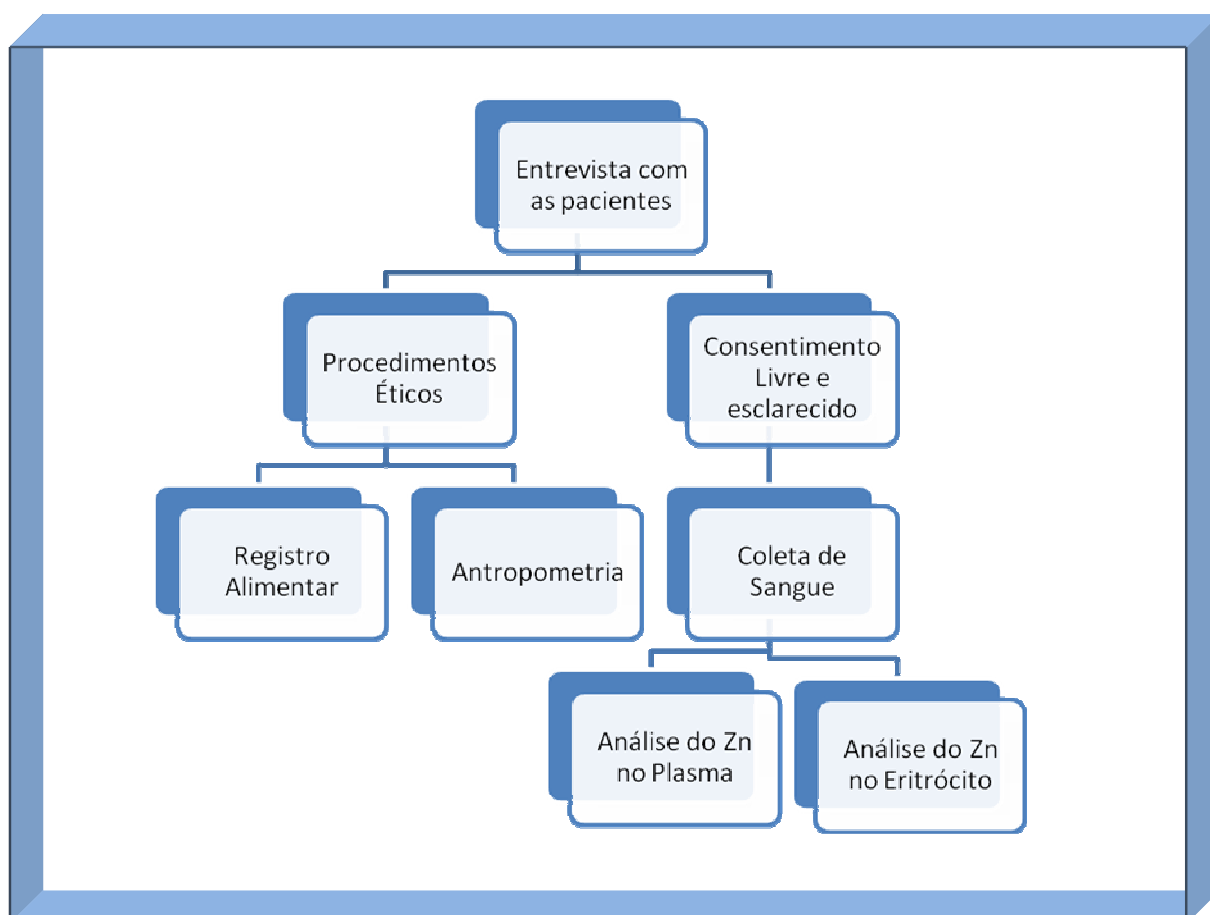 Entrevista com
as pacientes
Procedimentos
Éticos
Consentimento
Livre e
esclarecido
Registro
Alimentar
Antropometria
Coleta de
Sangue
Análise do Zn
no Plasma
Análise do Zn
no Eritrócito